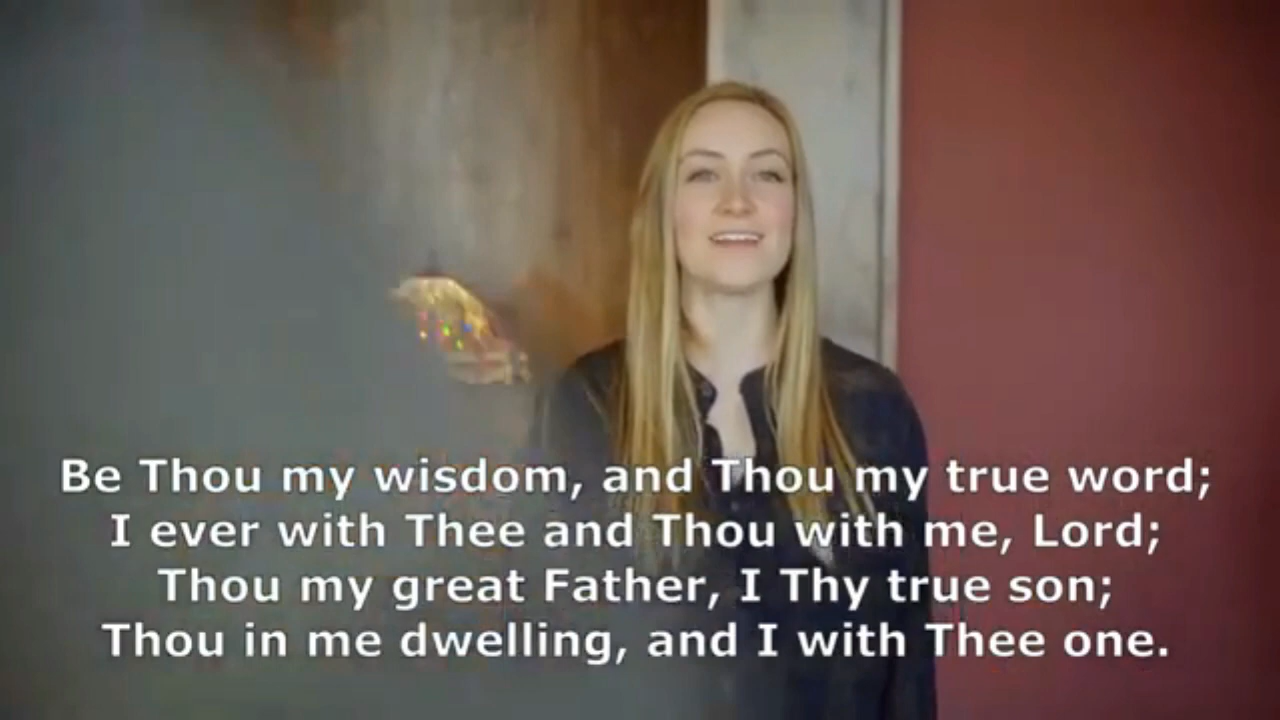 Be Thou my wisdom, and Thou my true word;
I ever with Thee and Thou with me, Lord;
Thou my great Father, I Thy true son;
Thou in me dwelling, and I with Thee one.